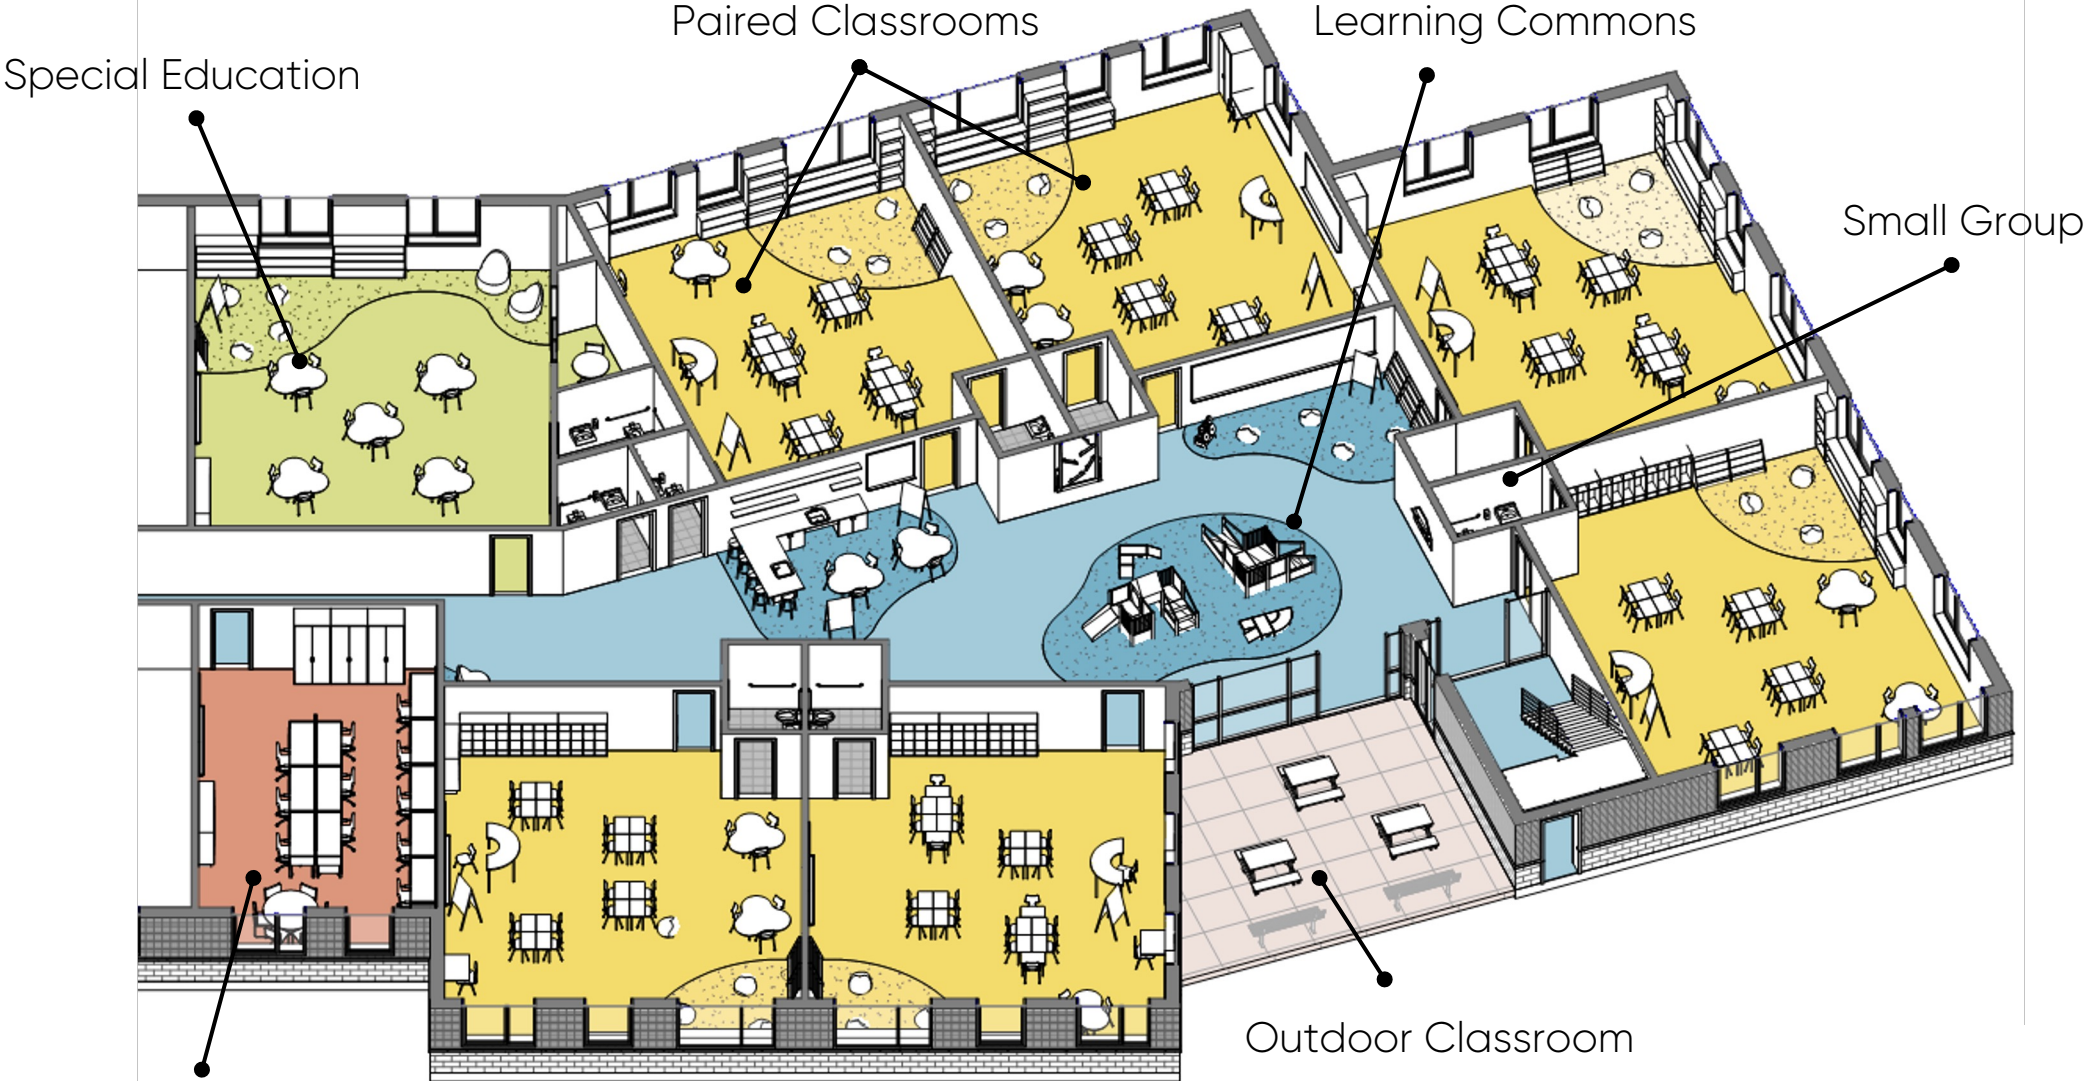 Paired Classrooms
Learning Commons
Special Education
Small Group
Outdoor Classroom